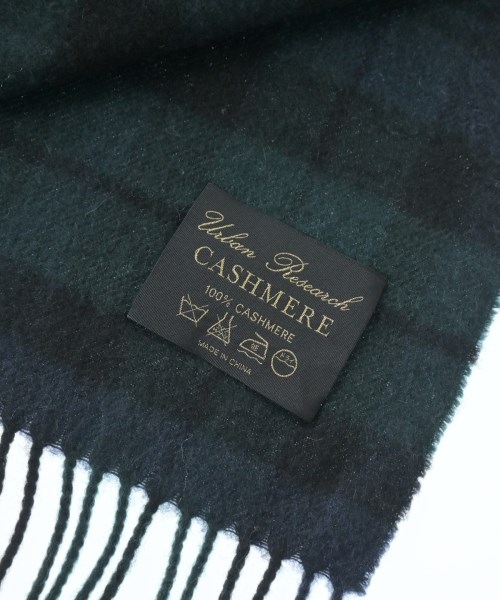 Urban Research
CASHMERE
100% CASHMERE
MADE IN CHINA